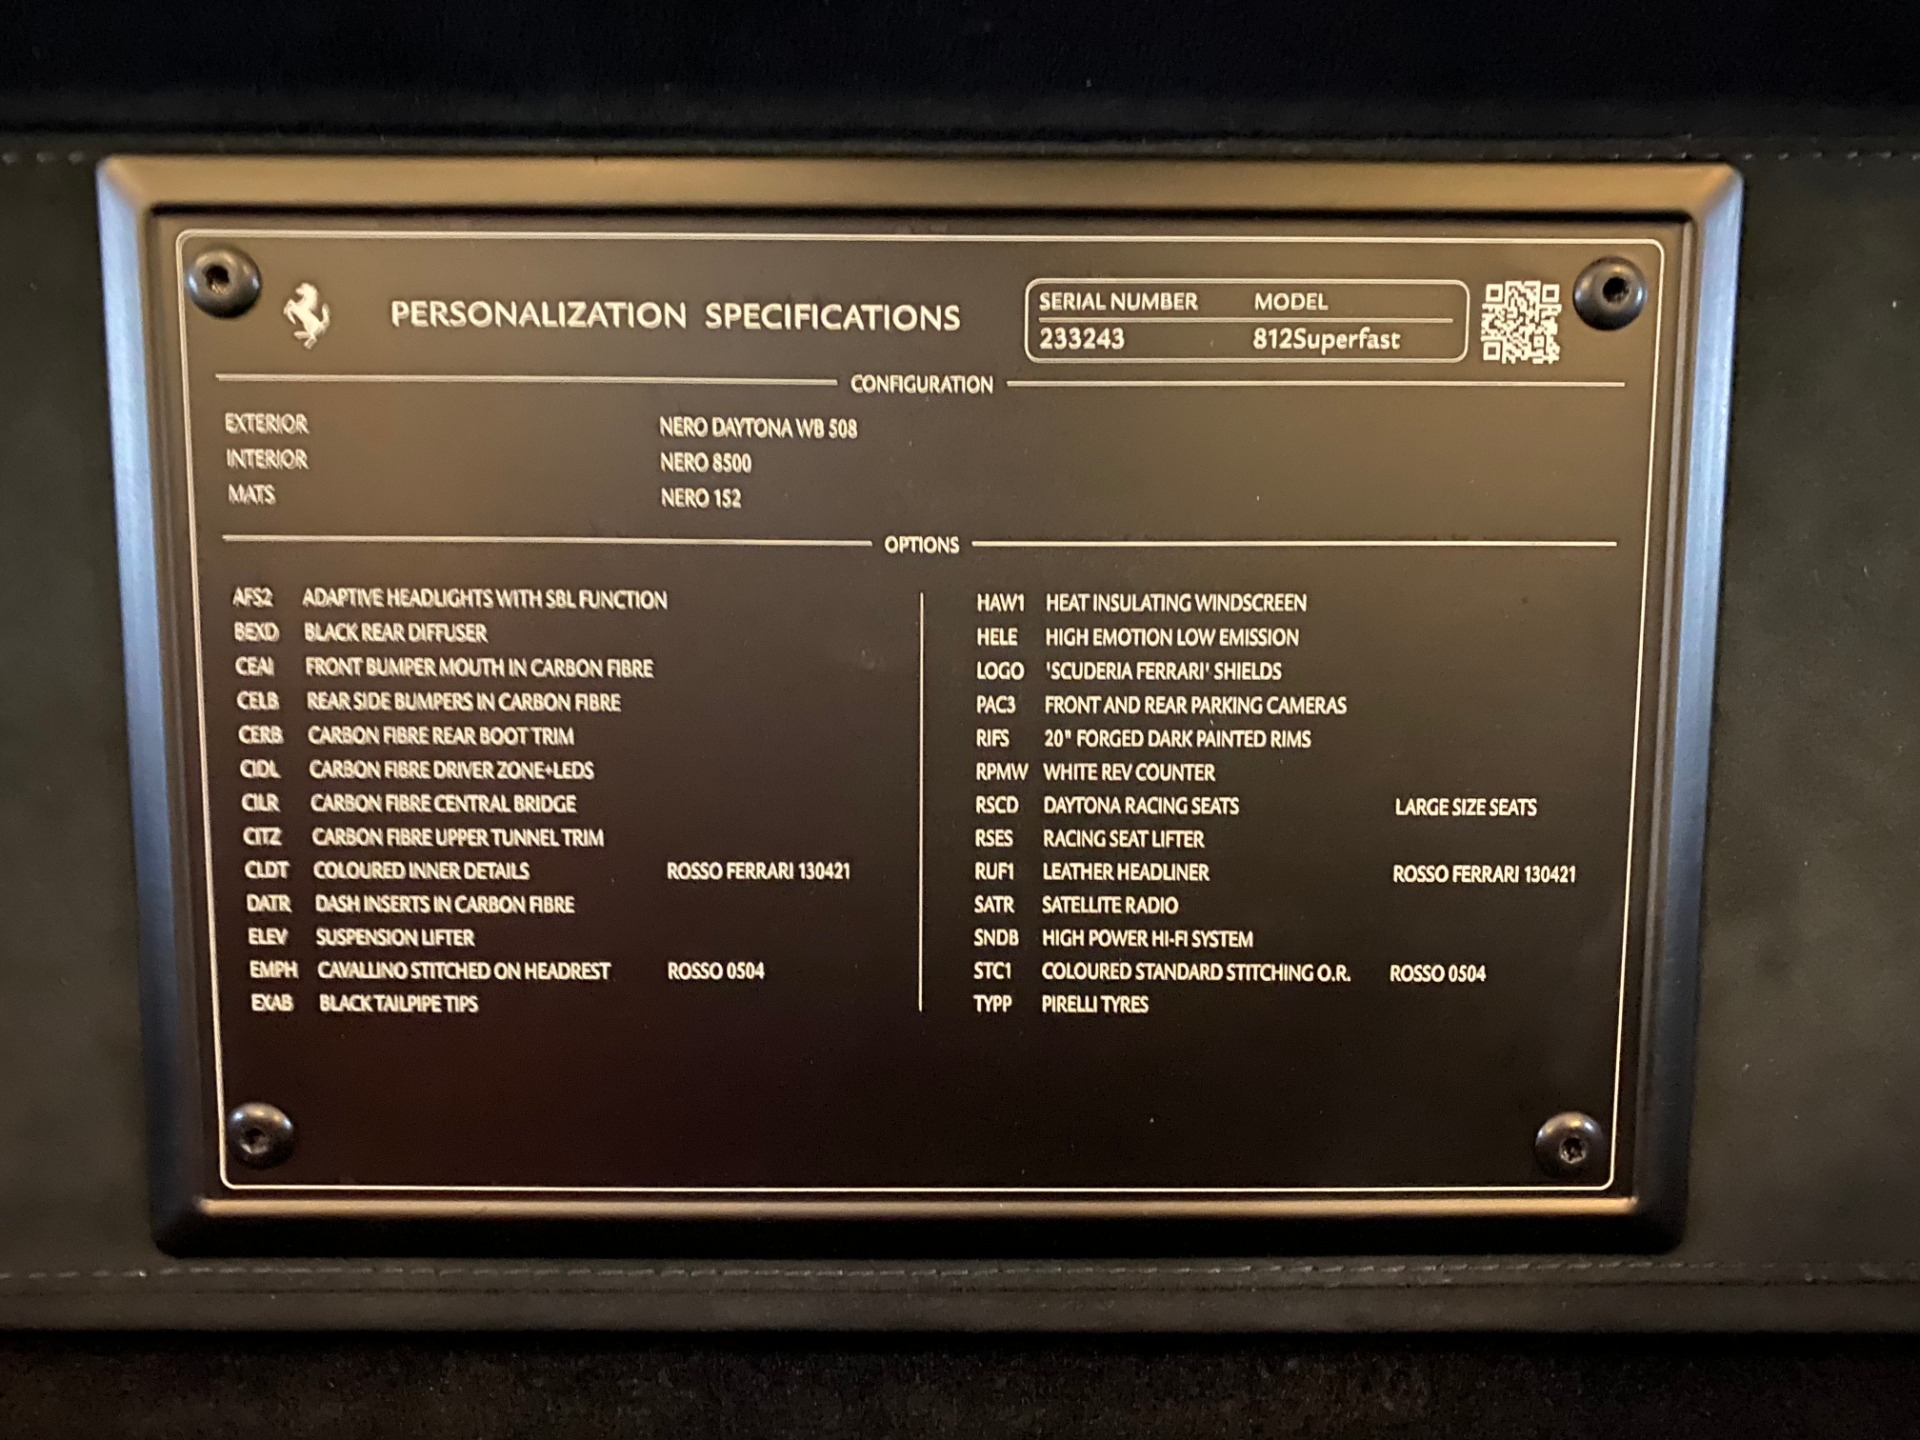 PERSONALIZATION SPECIFICATIONS
SERIAL NUMBER MODEL
233243 812Superfast
CONFIGURATION
EXTERIOR NERO DAYTONA WB 508
INTERIOR NERO 8500
MATS NERO 152
OPTIONS
AFS2 ADAPTIVE HEADLIGHTS WITH SBL FUNCTION
BEXD BLACK REAR DIFFUSER
CEA1 FRONT BUMPER MOUTH IN CARBON FIBRE
CELB REAR SIDE BUMPERS IN CARBON FIBRE
CERB CARBON FIBRE REAR BOOT TRIM
CIDL CARBON FIBRE DRIVER ZONE+LEDS
CILR CARBON FIBRE CENTRAL BRIDGE
CITZ CARBON FIBRE UPPER TUNNEL TRIM
CLDT COLOURED INNER DETAILS ROSSO FERRARI 130421
DATR DASH INSERTS IN CARBON FIBRE
ELEV SUSPENSION LIFTER
EMPH CAVALLINO STITCHED ON HEADREST ROSSO 0504
EXAB BLACK TAILPIPE TIPS
HAW1 HEAT INSULATING WINDSCREEN
HELE HIGH EMOTION LOW EMISSION
LOGO 'SCUDERIA FERRARI' SHIELDS
PAC3 FRONT AND REAR PARKING CAMERAS
RIFS 20" FORGED DARK PAINTED RIMS
RPMW WHITE REV COUNTER
RSCD DAYTONA RACING SEATS LARGE SIZE SEATS
RSES RACING SEAT LIFTER
RUF1 LEATHER HEADLINER ROSSO FERRARI 130421
SATR SATELLITE RADIO
SNDB HIGH POWER HI-FI SYSTEM
STC1 COLOURED STANDARD STITCHING O.R. ROSSO 0504
TYPP PIRELLI TYRES